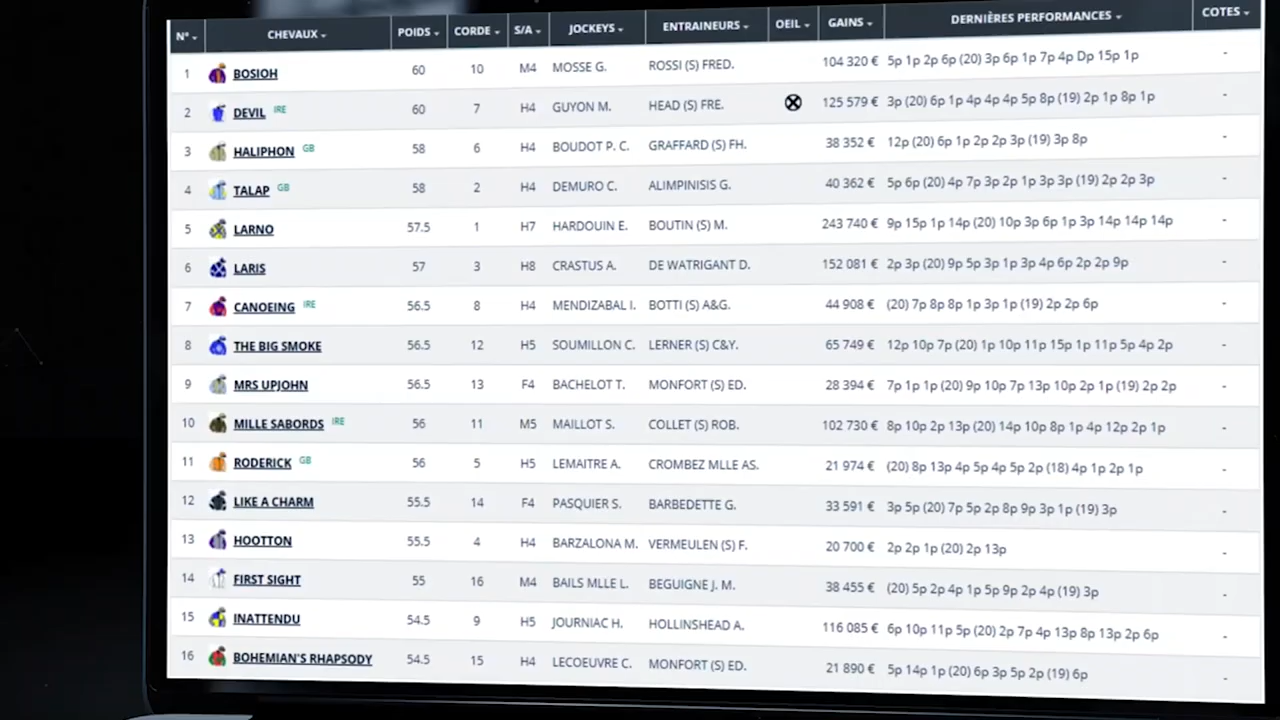 N° CHEVAUX POIDS CORDE S/A JOCKEYS ENTRAINEURS OEIL GAINS DERNIÈRES PERFORMANCES COTES
1 BOSIOH 60 10 M4 MOSSE G. ROSSI (S) FRED. 104 320 € 5p 1p 2p 6p (20) 3p 6p 1p 7p 4p Dp 15p 1p -
2 DEVIL IRE 60 7 H4 GUYON M. HEAD (S) FRE. 125 579 € 3p (20) 6p 1p 4p 4p 4p 5p 8p (19) 2p 1p 8p 1p -
3 HALIPHON GB 58 6 H4 BOUDOT P. C. GRAFFARD (S) FH. 38 352 € 12p (20) 6p 1p 2p 2p 3p (19) 3p 8p -
4 TALAP GB 58 2 H4 DEMURO C. ALIMPINISIS G. 40 362 € 5p 6p (20) 4p 7p 3p 2p 1p 3p 3p (19) 2p 2p 3p -
5 LARNO 57.5 1 H7 HARDOUIN E. BOUTIN (S) M. 243 740 € 9p 15p 1p 14p (20) 10p 3p 6p 1p 3p 14p 14p 14p -
6 LARIS 57 3 H8 CRASTUS A. DE WATRIGANT D. 152 081 € 2p 3p (20) 9p 5p 3p 1p 3p 4p 6p 2p 2p 9p -
7 CANOEING IRE 56.5 8 H4 MENDIZABAL I. BOTTI (S) A&G. 44 908 € (20) 7p 8p 8p 1p 3p 1p (19) 2p 2p 6p -
8 THE BIG SMOKE 56.5 12 H5 SOUMILLON C. LERNER (S) C&Y. 65 749 € 12p 10p 7p (20) 1p 10p 11p 15p 1p 11p 5p 4p 2p -
9 MRS UPJOHN 56.5 13 F4 BACHELOT T. MONFORT (S) ED. 28 394 € 7p 1p 1p (20) 9p 10p 7p 13p 10p 2p 1p (19) 2p 2p -
10 MILLE SABORDS IRE 56 11 M5 MAILLOT S. COLLET (S) ROB. 102 730 € 8p 10p 2p 13p (20) 14p 10p 8p 1p 4p 12p 2p 1p -
11 RODERICK GB 56 5 H5 LEMAITRE A. CROMBEZ MLLE AS. 21 974 € (20) 8p 13p 4p 5p 4p 5p 2p (18) 4p 1p 2p 1p -
12 LIKE A CHARM 55.5 14 F4 PASQUIER S. BARBEDETTE G. 33 591 € 3p 5p (20) 7p 5p 2p 8p 9p 3p 1p (19) 3p -
13 HOOTTON 55.5 4 H4 BARZALONA M. VERMEULEN (S) F. 20 700 € 2p 2p 1p (20) 2p 13p -
14 FIRST SIGHT 55 16 M4 BAILS MLLE L. BEGUIGNE J. M. 38 455 € (20) 5p 2p 4p 1p 5p 9p 2p 4p (19) 3p -
15 INATTENDU 54.5 9 H5 JOURNIAC H. HOLLINSHEAD A. 116 085 € 6p 10p 11p 5p (20) 2p 7p 4p 13p 8p 13p 2p 6p -
16 BOHEMIAN'S RHAPSODY 54.5 15 H4 LECOEUVRE C. MONFORT (S) ED. 21 890 € 5p 14p 1p (20) 6p 3p 5p 2p (19) 6p -